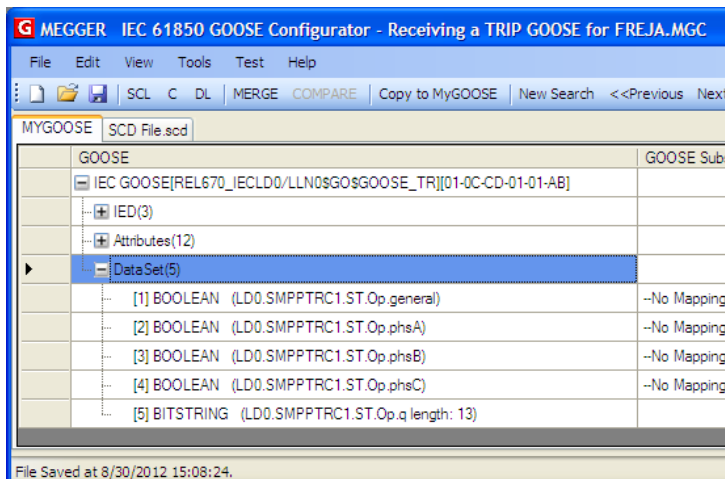 G MEGGER IEC 61850 GOOSE Configurator - Receiving a TRIP GOOSE for FREJA.MGC
File Edit View Tools Test Help
SCL C DL MERGE COMPARE Copy to MyGOOSE New Search <<Previous Next
MYGOOSE SCD File.scd
GOOSE GOOSE Sub
IEC GOOSE[REL670_IECLD0/LLN0$GO$GOOSE_TR][01-0C-CD-01-01-AB]
IED(3)
Attributes(12)
DataSet(5)
[1] BOOLEAN (LD0.SMPPTRC1.ST.Op.general) --No Mapping
[2] BOOLEAN (LD0.SMPPTRC1.ST.Op.phsA) --No Mapping
[3] BOOLEAN (LD0.SMPPTRC1.ST.Op.phsB) --No Mapping
[4] BOOLEAN (LD0.SMPPTRC1.ST.Op.phsC) --No Mapping
[5] BITSTRING (LD0.SMPPTRC1.ST.Op.q length: 13)
File Saved at 8/30/2012 15:08:24.